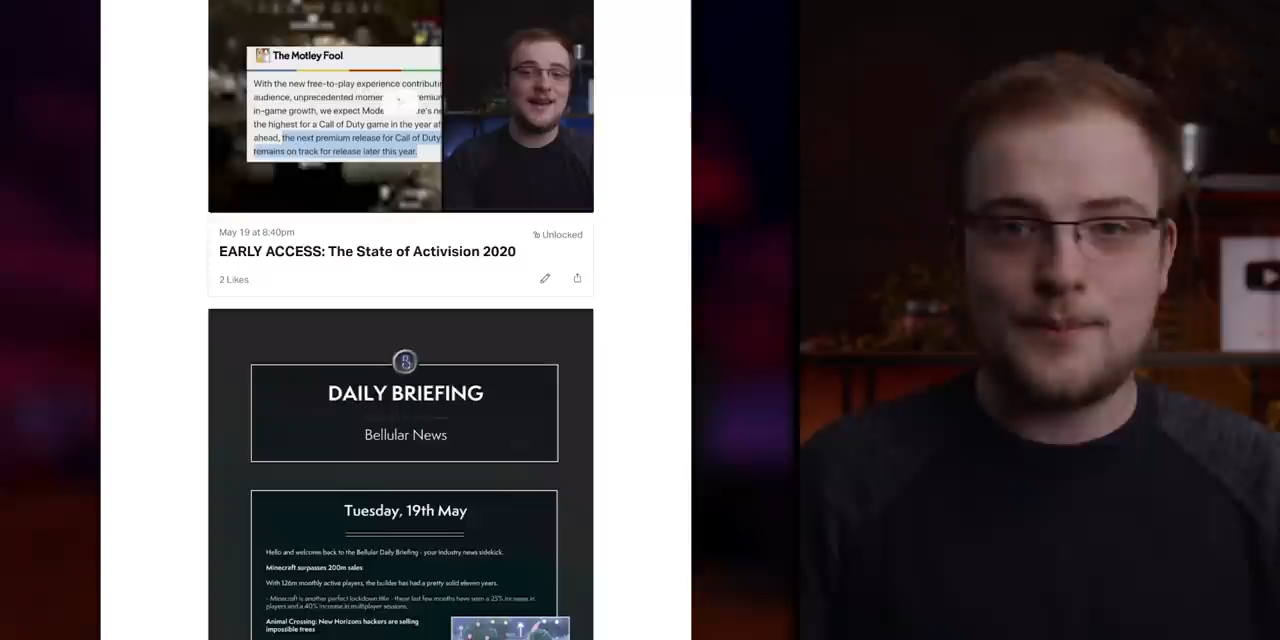 The Motley Fool
With the new free-to-play experience
audience, unprecedented
in-game growth, we expect
the highest for a Call of Duty game in the year
ahead, the next premium release for Call of Duty
remains on track for release later this year.
May 19 at 8:40pm
Unlocked
EARLY ACCESS: The State of Activision 2020
2 Likes
DAILY BRIEFING
Bellular News
Tuesday, 19th May
Hello and welcome back to the Bellular Daily Briefing - your industry news sidekick.
Minecraft surpasses 200m sales
With 126m monthly active players, the builder has had a pretty solid eleven years.
- Minecraft is another perfect lockdown title - these last few months have seen a 25% increase in
players and a 40% increase in multiplayer sessions.
Animal Crossing: New Horizons hackers are selling
impossible trees